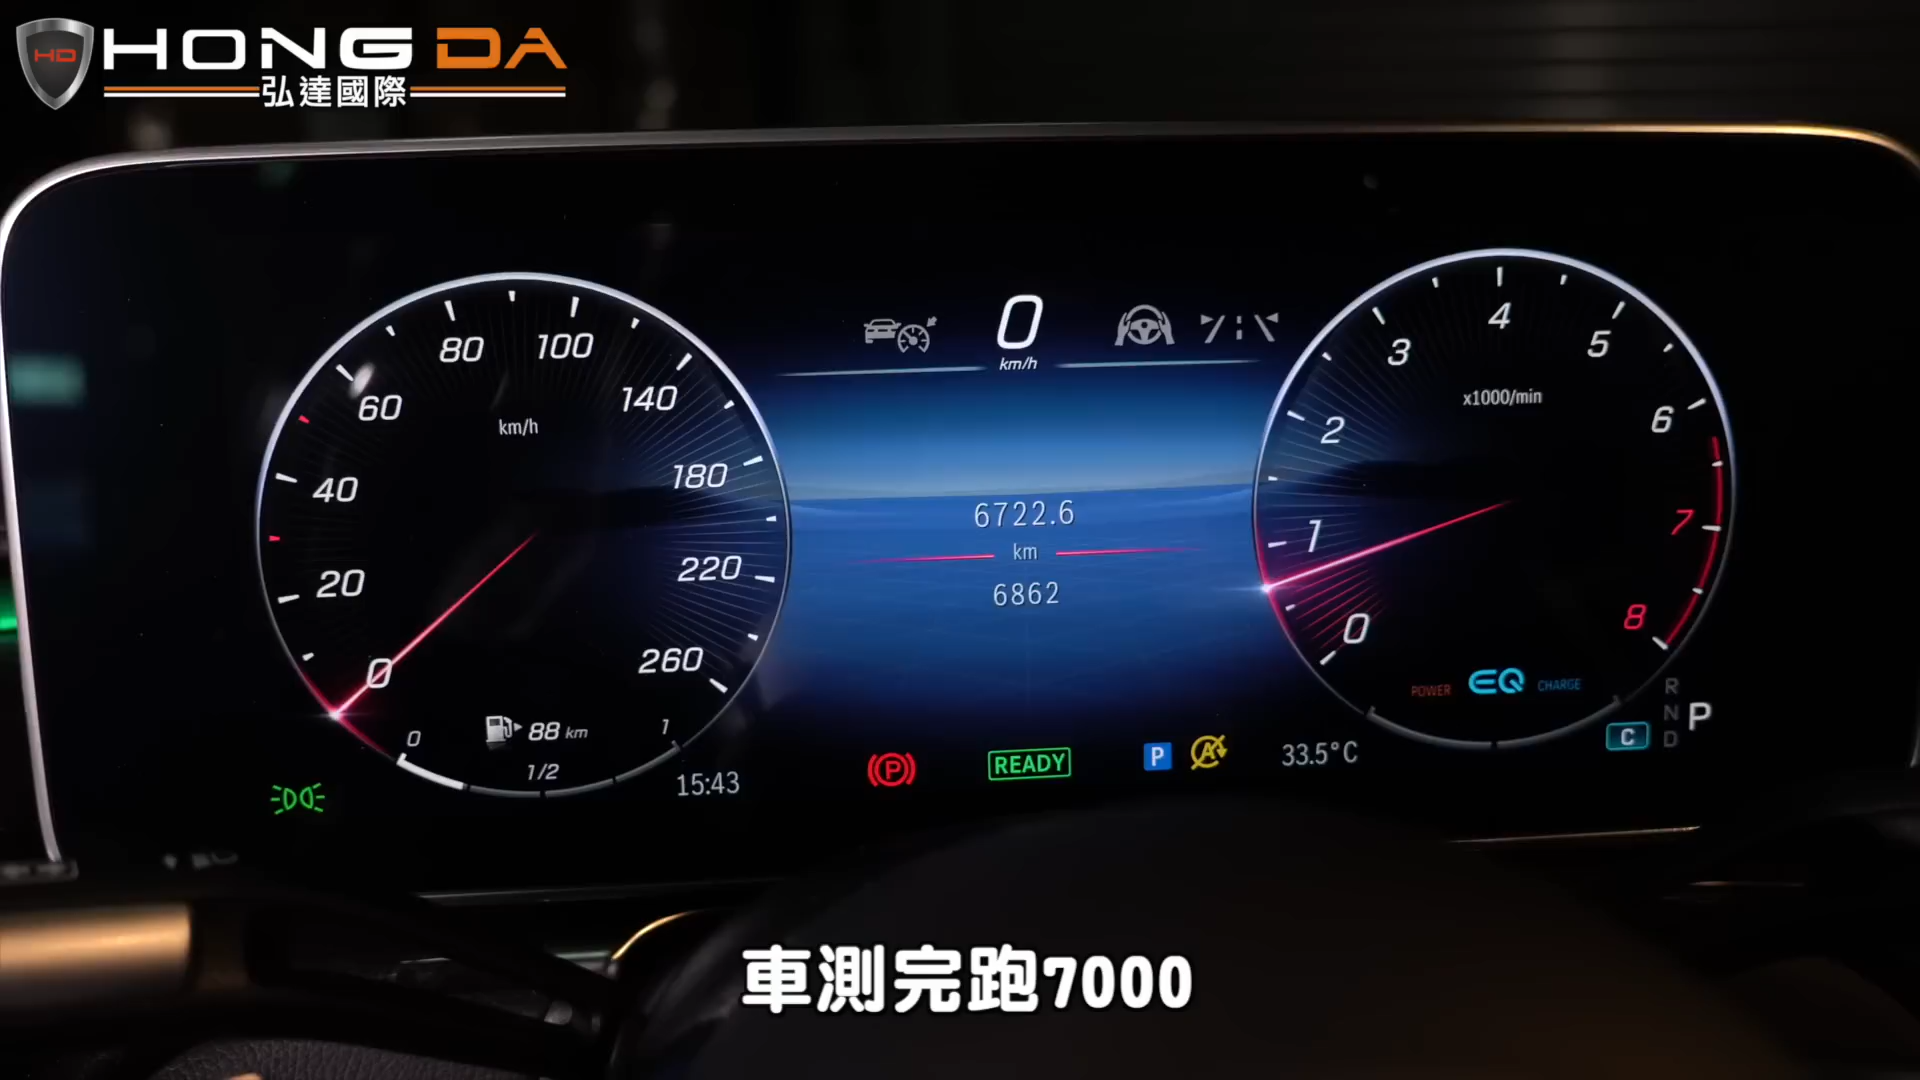 HD HONG DA
弘達國際
0
km/h
0
20
40
60
80
100
140
180
220
260
km/h
88 km
0 1/2 1
15:43
6722.6
km
6862
0
1
2
3
4
5
6
7
8
x1000/min
POWER EQ CHARGE
R
N P
D
C
P
READY
P
A
33.5°C
車測完跑7000